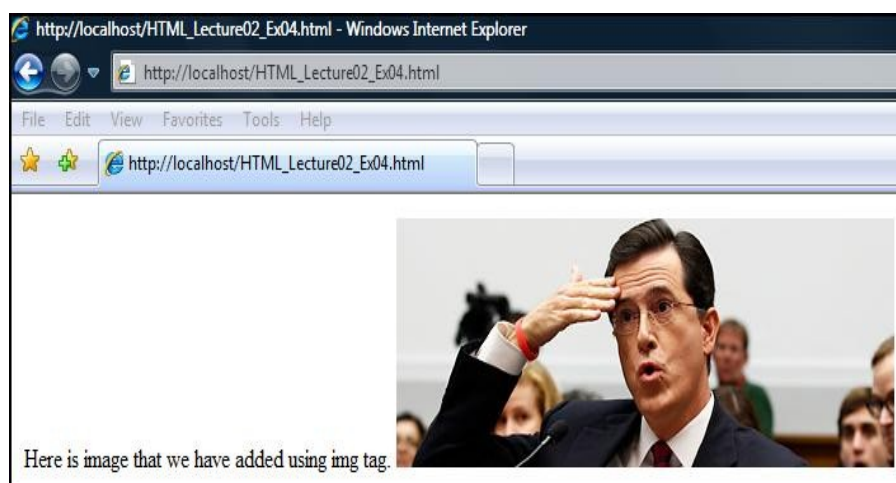 http://localhost/HTML_Lecture02_Ex04.html - Windows Internet Explorer
http://localhost/HTML_Lecture02_Ex04.html
File Edit View Favorites Tools Help
http://localhost/HTML_Lecture02_Ex04.html
Here is image that we have added using img tag.